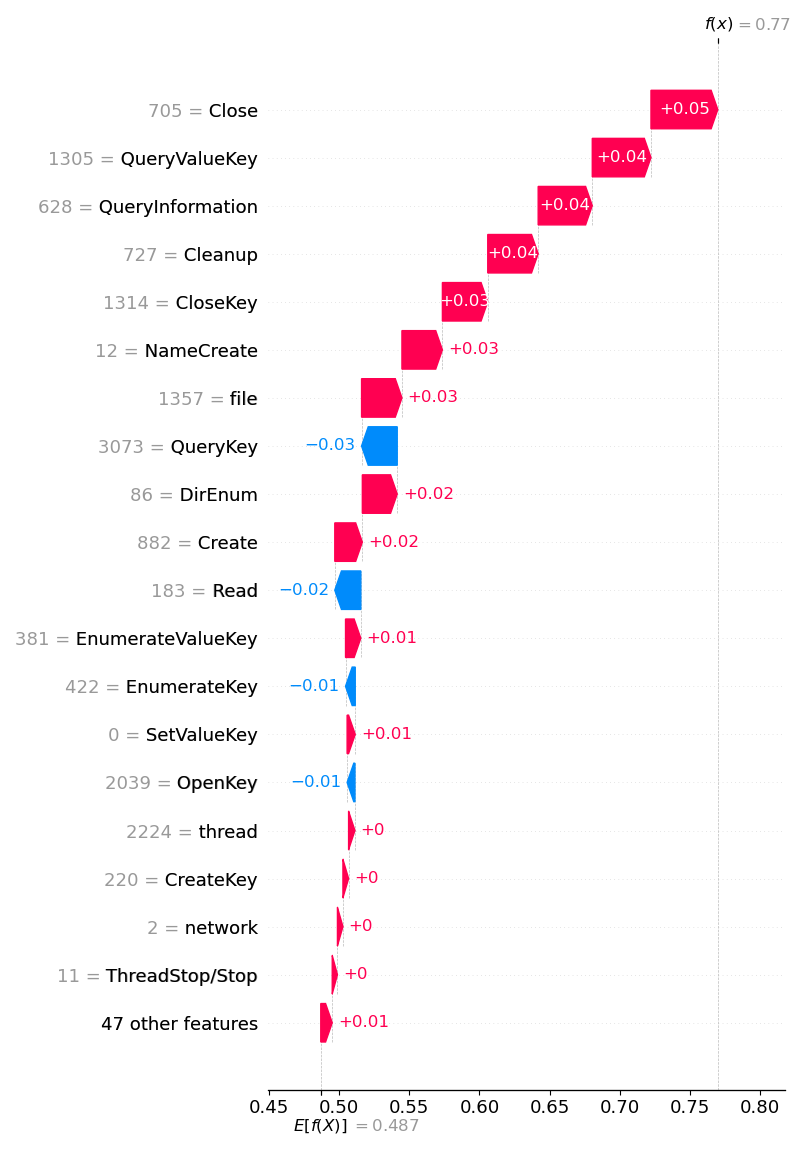 f(x) = 0.77
705 = Close +0.05
1305 = QueryValueKey +0.04
628 = QueryInformation +0.04
727 = Cleanup +0.04
1314 = CloseKey +0.03
12 = NameCreate +0.03
1357 = file +0.03
3073 = QueryKey −0.03
86 = DirEnum +0.02
882 = Create +0.02
183 = Read −0.02
381 = EnumerateValueKey +0.01
422 = EnumerateKey −0.01
0 = SetValueKey +0.01
2039 = OpenKey −0.01
2224 = thread +0
220 = CreateKey +0
2 = network +0
11 = ThreadStop/Stop +0
47 other features +0.01
0.45 0.50 0.55 0.60 0.65 0.70 0.75 0.80
E[f(X)] = 0.487